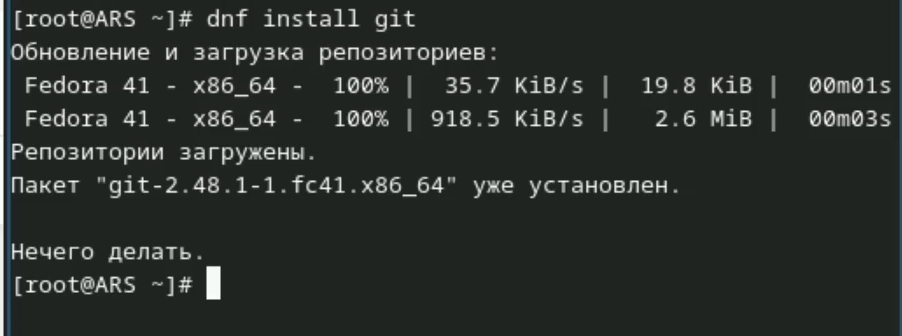 [root@ARS ~]# dnf install git
Обновление и загрузка репозиториев:
Fedora 41 - x86_64 - 100% | 35.7 KiB/s | 19.8 KiB | 00m01s
Fedora 41 - x86_64 - 100% | 918.5 KiB/s | 2.6 MiB | 00m03s
Репозитории загружены.
Пакет "git-2.48.1-1.fc41.x86_64" уже установлен.
Нечего делать.
[root@ARS ~]#